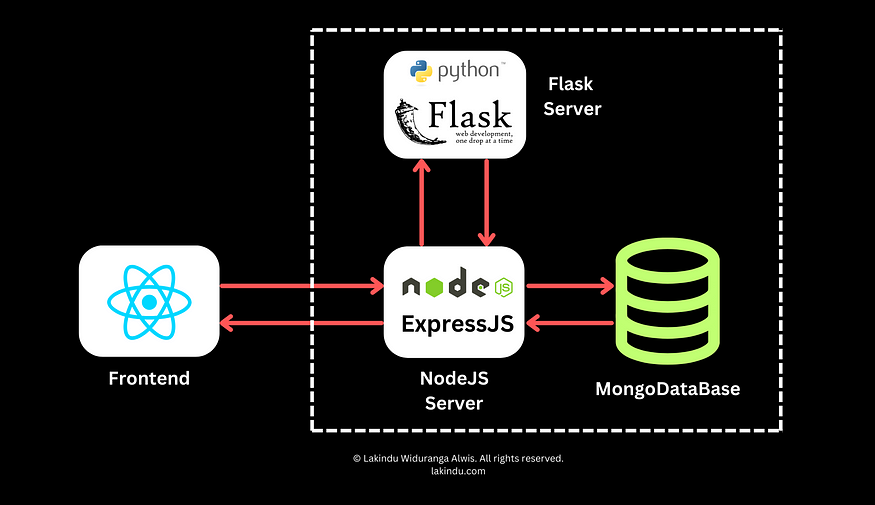 python™
Flask
web development,
one drop at a time
Flask
Server
node
JS
ExpressJS
Frontend
NodeJS
Server
MongoDataBase
© Lakindu Widuranga Alwis. All rights reserved.
lakindu.com